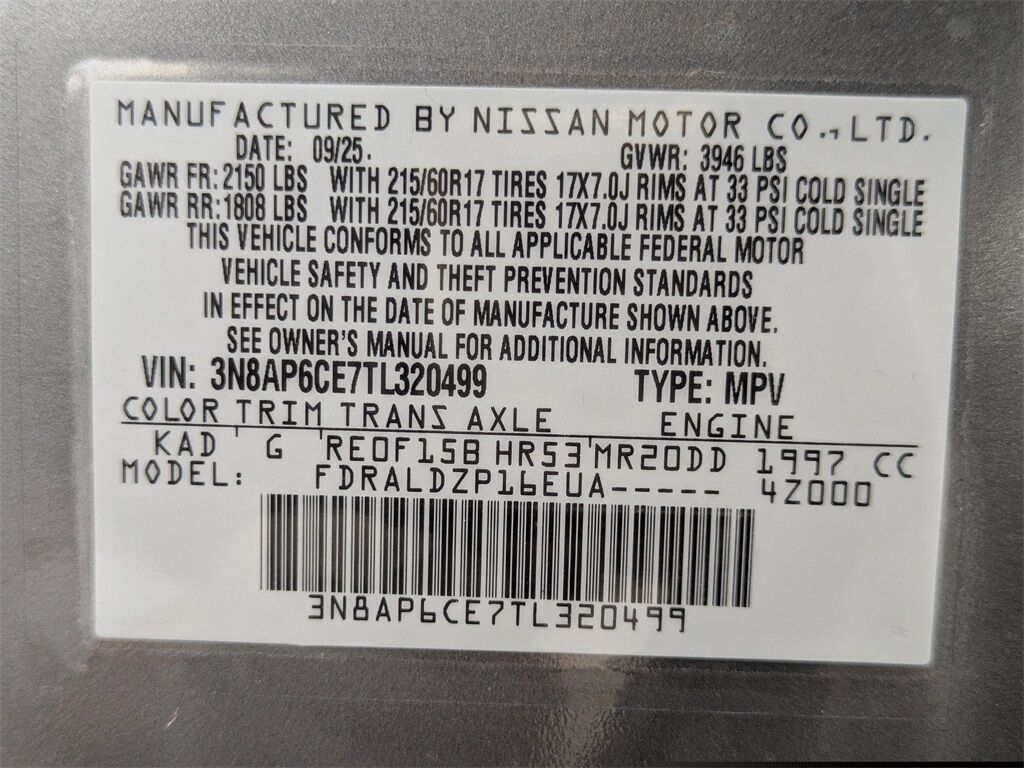 MANUFACTURED BY NISSAN MOTOR CO., LTD.
DATE: 09/25. GVWR: 3946 LBS
GAWR FR: 2150 LBS WITH 215/60R17 TIRES 17X7.0J RIMS AT 33 PSI COLD SINGLE
GAWR RR: 1808 LBS WITH 215/60R17 TIRES 17X7.0J RIMS AT 33 PSI COLD SINGLE
THIS VEHICLE CONFORMS TO ALL APPLICABLE FEDERAL MOTOR
VEHICLE SAFETY AND THEFT PREVENTION STANDARDS
IN EFFECT ON THE DATE OF MANUFACTURE SHOWN ABOVE.
SEE OWNER'S MANUAL FOR ADDITIONAL INFORMATION.
VIN: 3N8AP6CE7TL320499 TYPE: MPV
COLOR TRIM TRANS AXLE ENGINE
KAD G RE0F15B HR53 MR20DD 1997 CC
MODEL: FDRALDZP16EUA----- 42000
3N8AP6CE7TL320499